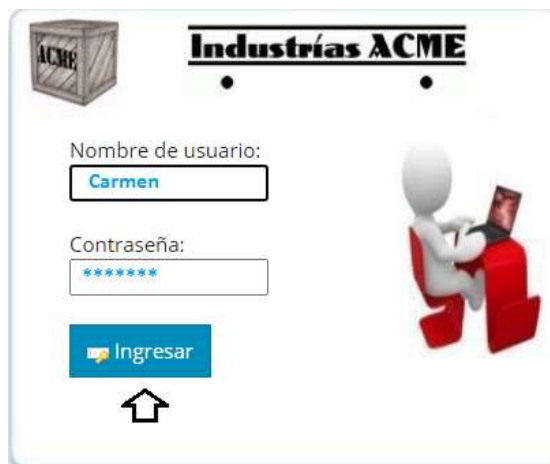 ACME
Industrías ACME
Nombre de usuario:
Carmen
Contraseña:
*******
Ingresar